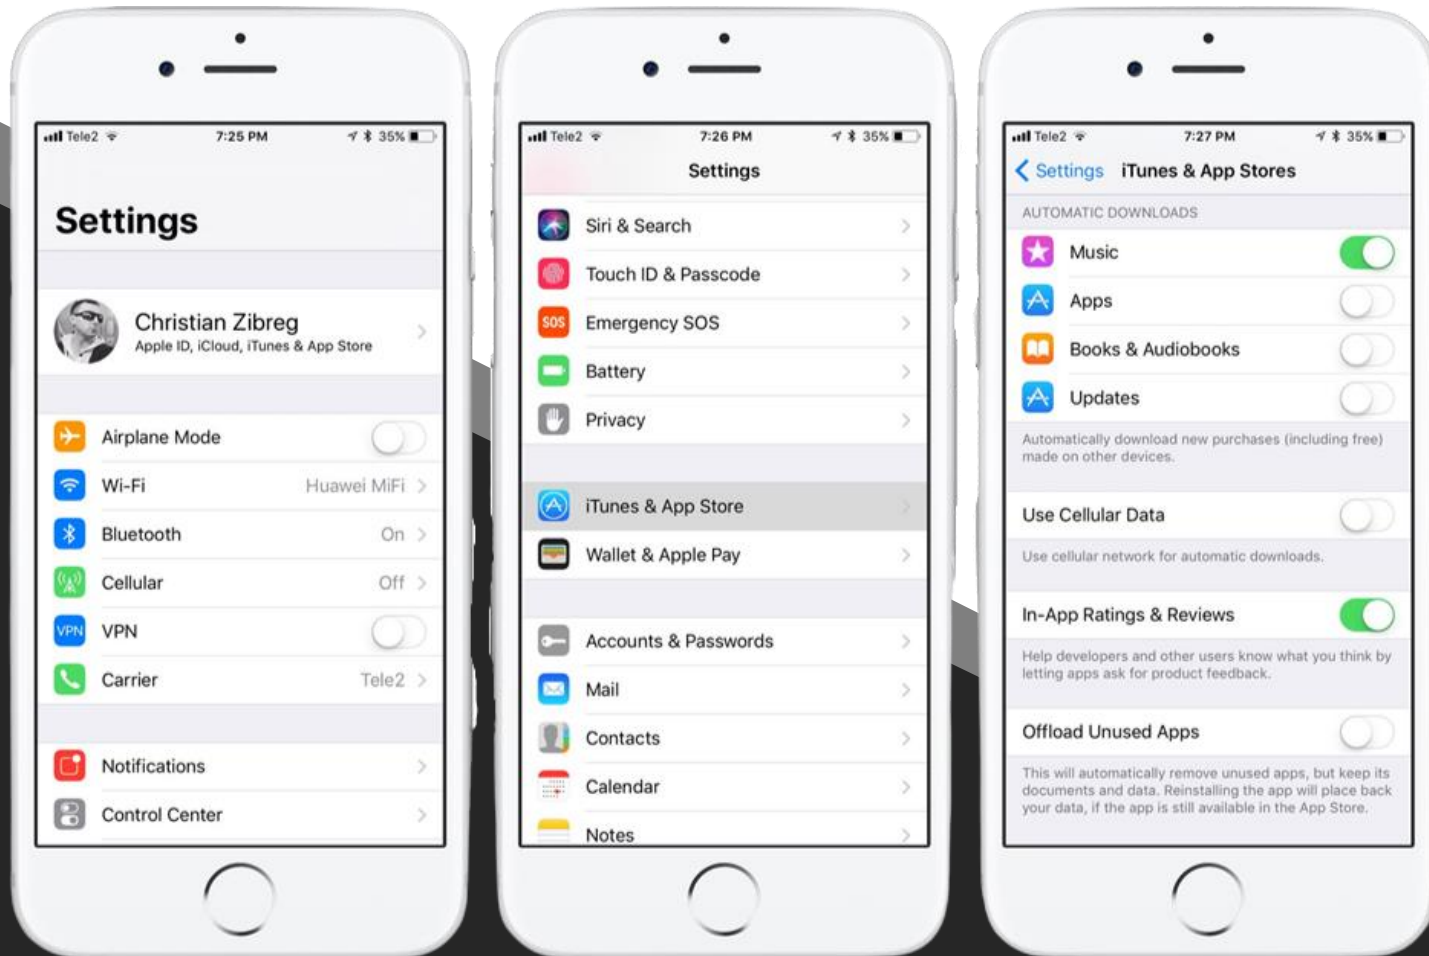 Tele2 7:25 PM 35%
Settings
Christian Zibreg
Apple ID, iCloud, iTunes & App Store
Airplane Mode
Wi-Fi Huawei MiFi
Bluetooth On
Cellular Off
VPN VPN
Carrier Tele2
Notifications
Control Center
Tele2 7:26 PM 35%
Settings
Siri & Search
Touch ID & Passcode
SOS Emergency SOS
Battery
Privacy
iTunes & App Store
Wallet & Apple Pay
Accounts & Passwords
Mail
Contacts
Calendar
Notes
Tele2 7:27 PM 35%
Settings iTunes & App Stores
AUTOMATIC DOWNLOADS
Music
Apps
Books & Audiobooks
Updates
Automatically download new purchases (including free)
made on other devices.
Use Cellular Data
Use cellular network for automatic downloads.
In-App Ratings & Reviews
Help developers and other users know what you think by
letting apps ask for product feedback.
Offload Unused Apps
This will automatically remove unused apps, but keep its
documents and data. Reinstalling the app will place back
your data, if the app is still available in the App Store.